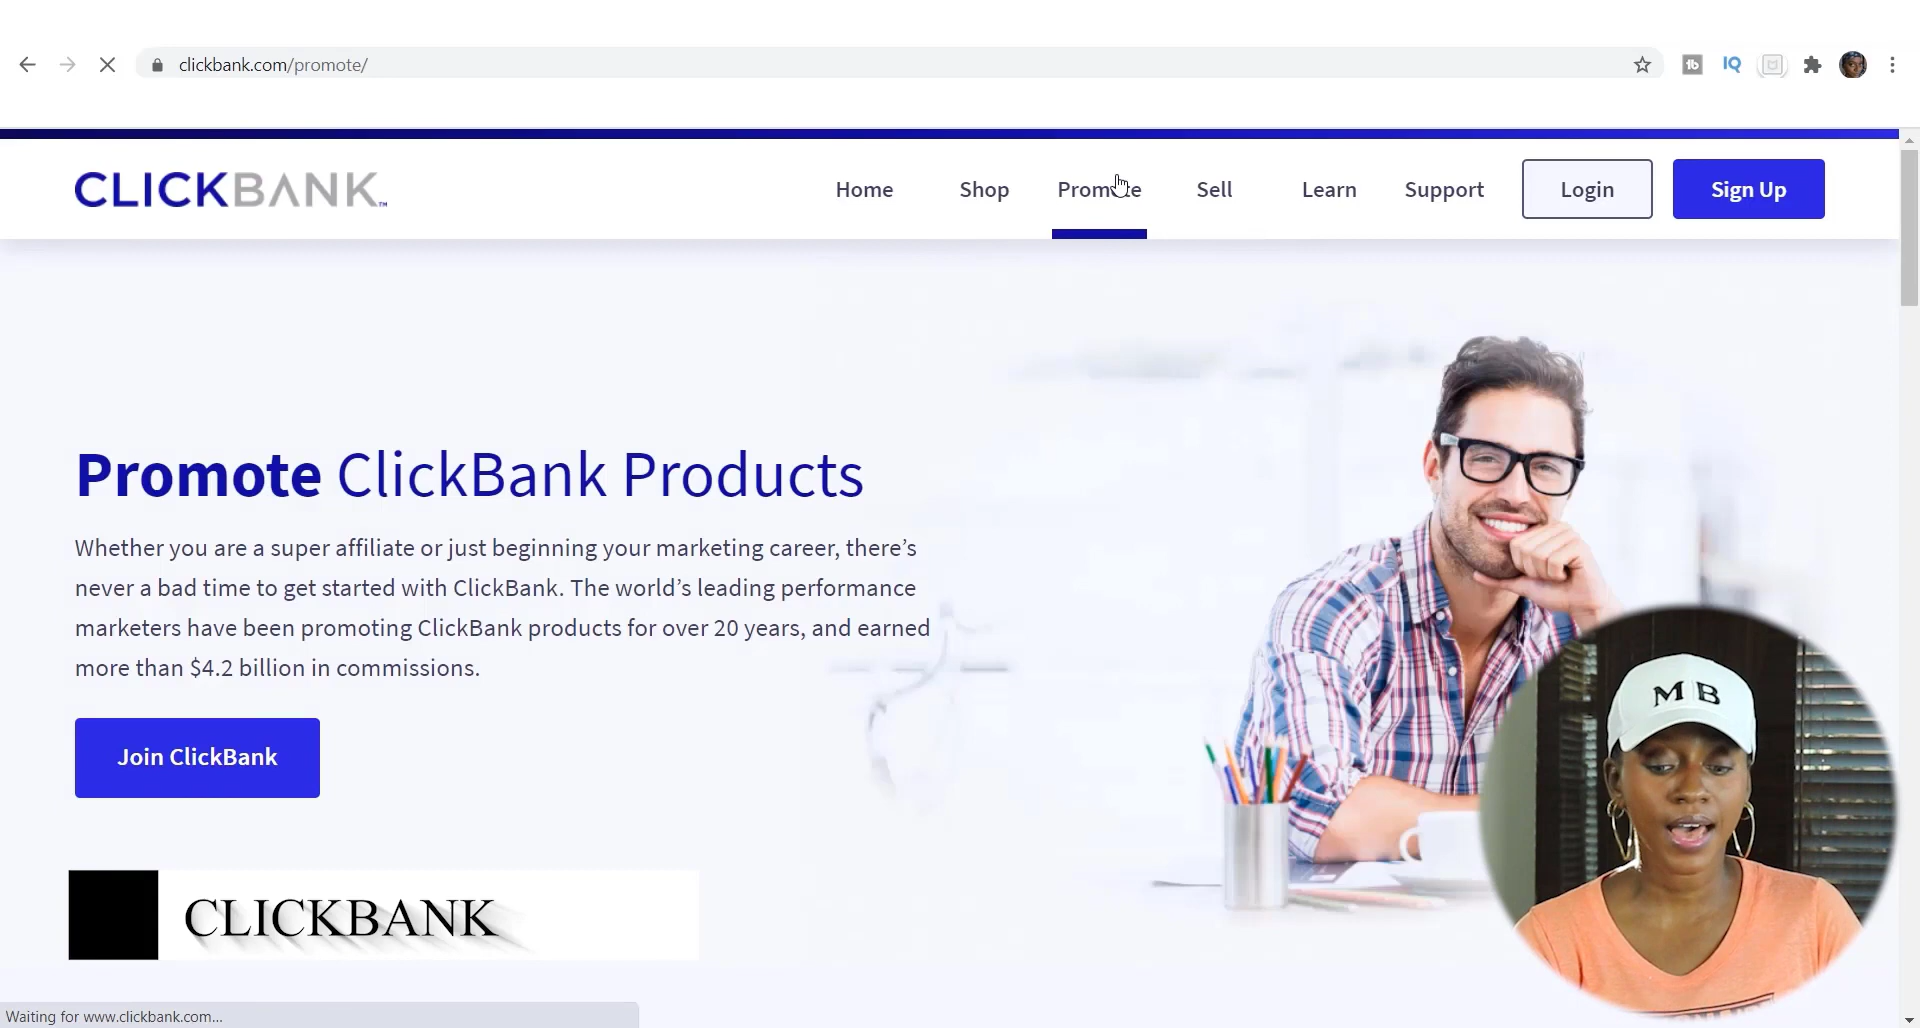 clickbank.com/promote/
tb
IQ
CLICKBANK™
Home
Shop
Promote
Sell
Learn
Support
Login
Sign Up
Promote ClickBank Products
Whether you are a super affiliate or just beginning your marketing career, there's
never a bad time to get started with ClickBank. The world's leading performance
marketers have been promoting ClickBank products for over 20 years, and earned
more than $4.2 billion in commissions.
Join ClickBank
M B
CLICKBANK
Waiting for www.clickbank.com...